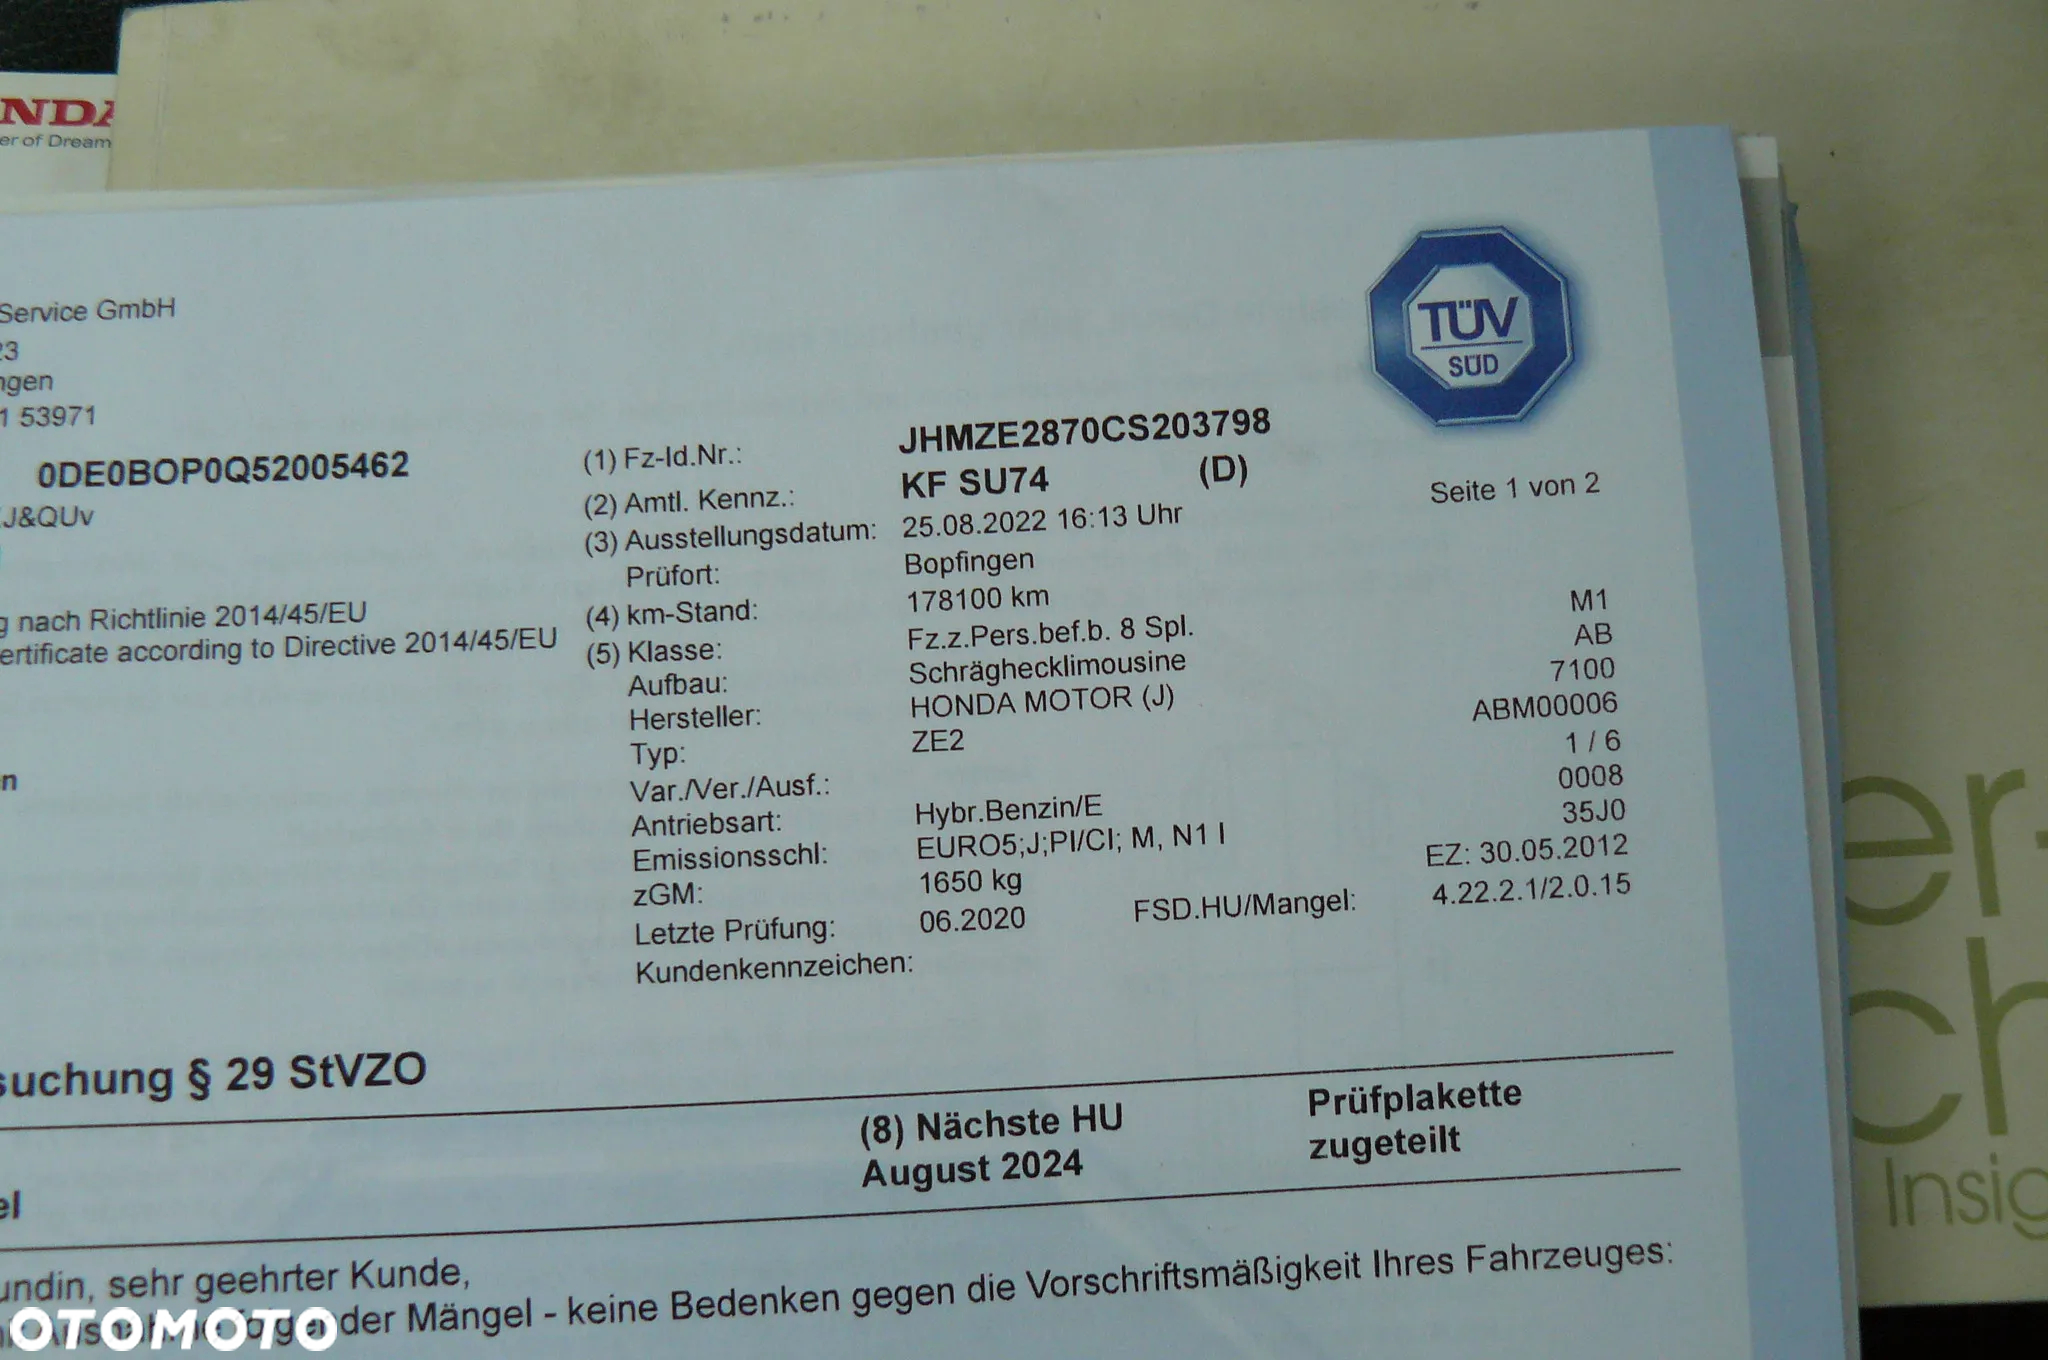 NDA
er of Dream
TÜV
SÜD
Service GmbH
23
ngen
1 53971
0DE0BOP0Q52005462
J&QUv
g nach Richtlinie 2014/45/EU
ertificate according to Directive 2014/45/EU
n
(1) Fz-Id.Nr.: JHMZE2870CS203798
(2) Amtl. Kennz.: KF SU74 (D)
Seite 1 von 2
(3) Ausstellungsdatum: 25.08.2022 16:13 Uhr
Prüfort: Bopfingen
(4) km-Stand: 178100 km
(5) Klasse: Fz.z.Pers.bef.b. 8 Spl. M1
Aufbau: Schräghecklimousine AB
Hersteller: HONDA MOTOR (J) 7100
Typ: ZE2 ABM00006
Var./Ver./Ausf.: 1 / 6
Antriebsart: Hybr.Benzin/E 0008
Emissionsschl: EURO5;J;PI/CI; M, N1 I 35J0
zGM: 1650 kg EZ: 30.05.2012
Letzte Prüfung: 06.2020 FSD.HU/Mangel: 4.22.2.1/2.0.15
Kundenkennzeichen:
suchung § 29 StVZO
(8) Nächste HU
August 2024
Prüfplakette
zugeteilt
el
undin, sehr geehrter Kunde,
der Mängel - keine Bedenken gegen die Vorschriftsmäßigkeit Ihres Fahrzeuges:
er-
ch
Insig
OTOMOTO